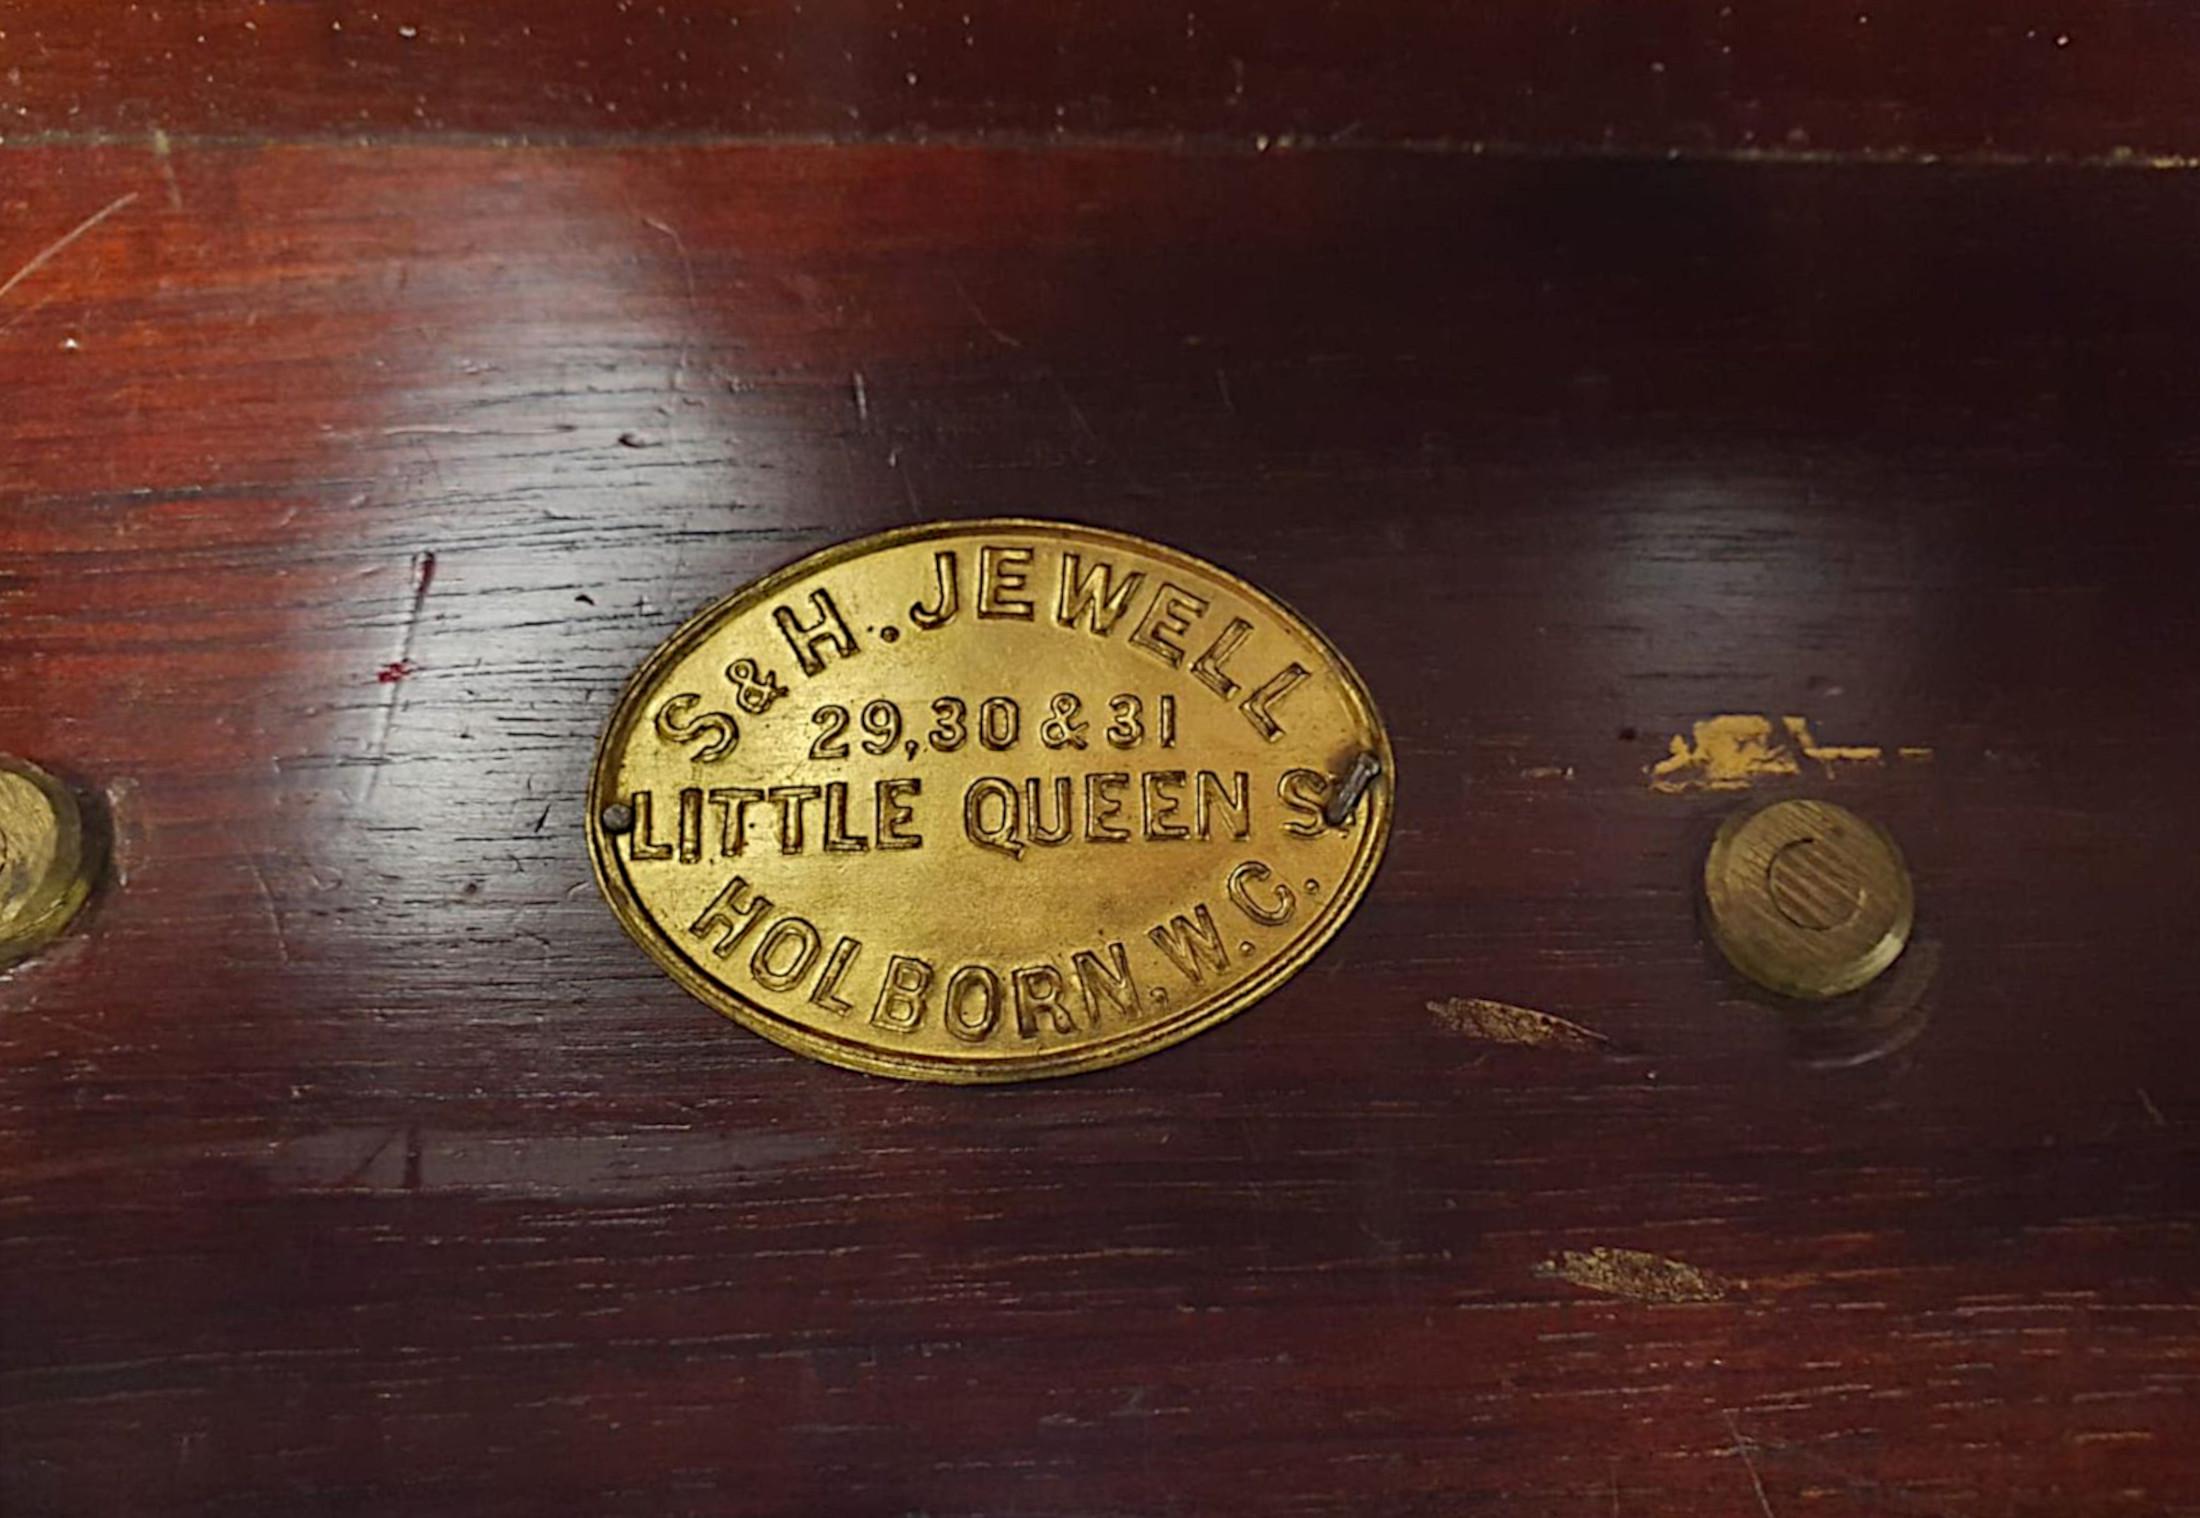 S & H. JEWELL
29,30 & 31
LITTLE QUEEN S.
HOLBORN, W.C.